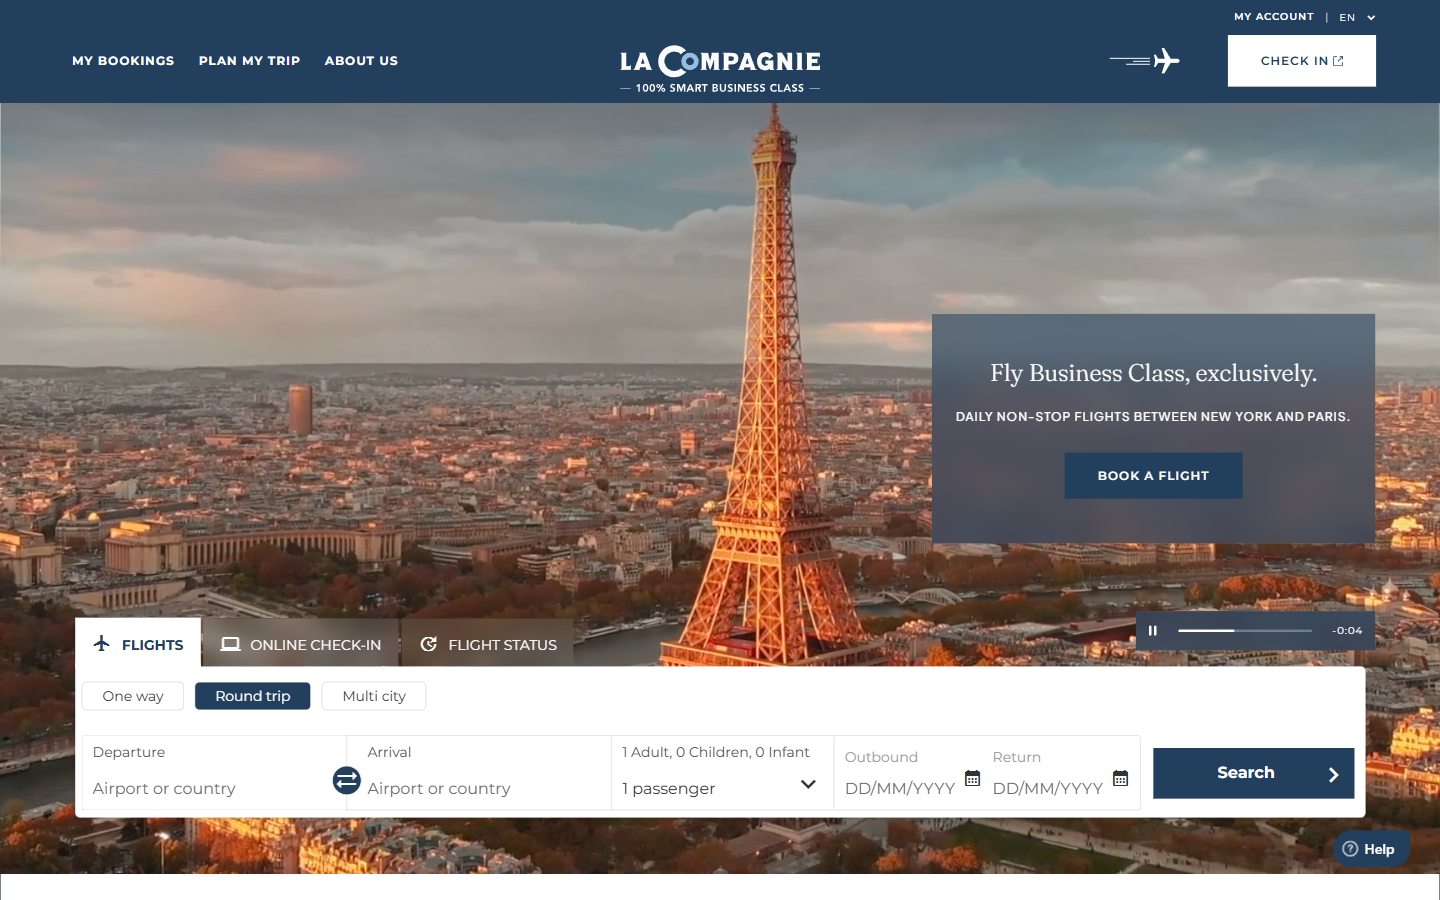 MY ACCOUNT | EN
MY BOOKINGS PLAN MY TRIP ABOUT US
LA COMPAGNIE
100% SMART BUSINESS CLASS
CHECK IN
Fly Business Class, exclusively.
DAILY NON-STOP FLIGHTS BETWEEN NEW YORK AND PARIS.
BOOK A FLIGHT
-0:04
FLIGHTS ONLINE CHECK-IN FLIGHT STATUS
One way Round trip Multi city
Departure Arrival 1 Adult, 0 Children, 0 Infant Outbound Return
Airport or country Airport or country 1 passenger DD/MM/YYYY DD/MM/YYYY
Search
Help